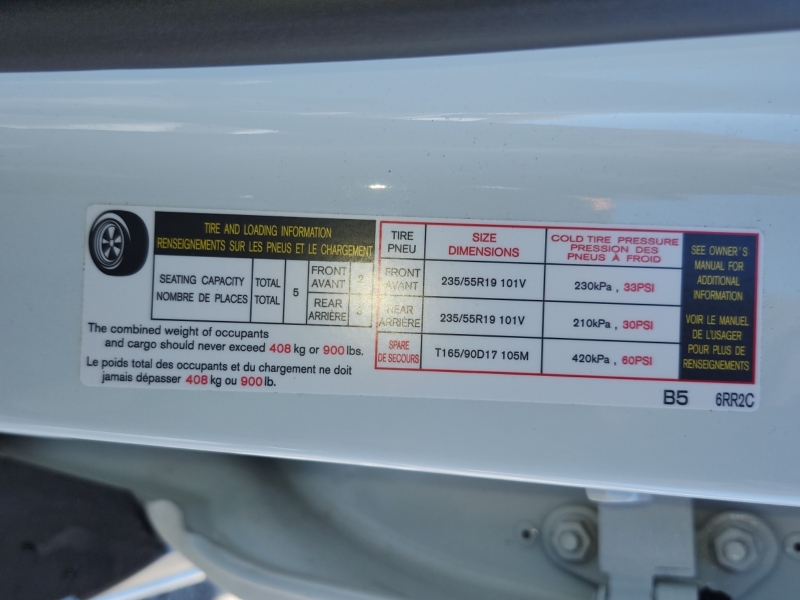 TIRE AND LOADING INFORMATION
RENSEIGNEMENTS SUR LES PNEUS ET LE CHARGEMENT
SEATING CAPACITY
NOMBRE DE PLACES
TOTAL
TOTAL
5
FRONT
AVANT
2
REAR
ARRIÈRE
3
The combined weight of occupants
and cargo should never exceed 408 kg or 900 lbs.
Le poids total des occupants et du chargement ne doit
jamais dépasser 408 kg ou 900 lb.
TIRE
PNEU
SIZE
DIMENSIONS
COLD TIRE PRESSURE
PRESSION DES
PNEUS À FROID
FRONT
AVANT
235/55R19 101V
230kPa , 33PSI
REAR
ARRIÈRE
235/55R19 101V
210kPa , 30PSI
SPARE
DE SECOURS
T165/90D17 105M
420kPa , 60PSI
SEE OWNER'S
MANUAL FOR
ADDITIONAL
INFORMATION
VOIR LE MANUEL
DE L'USAGER
POUR PLUS DE
RENSEIGNEMENTS
B5 6RR2C